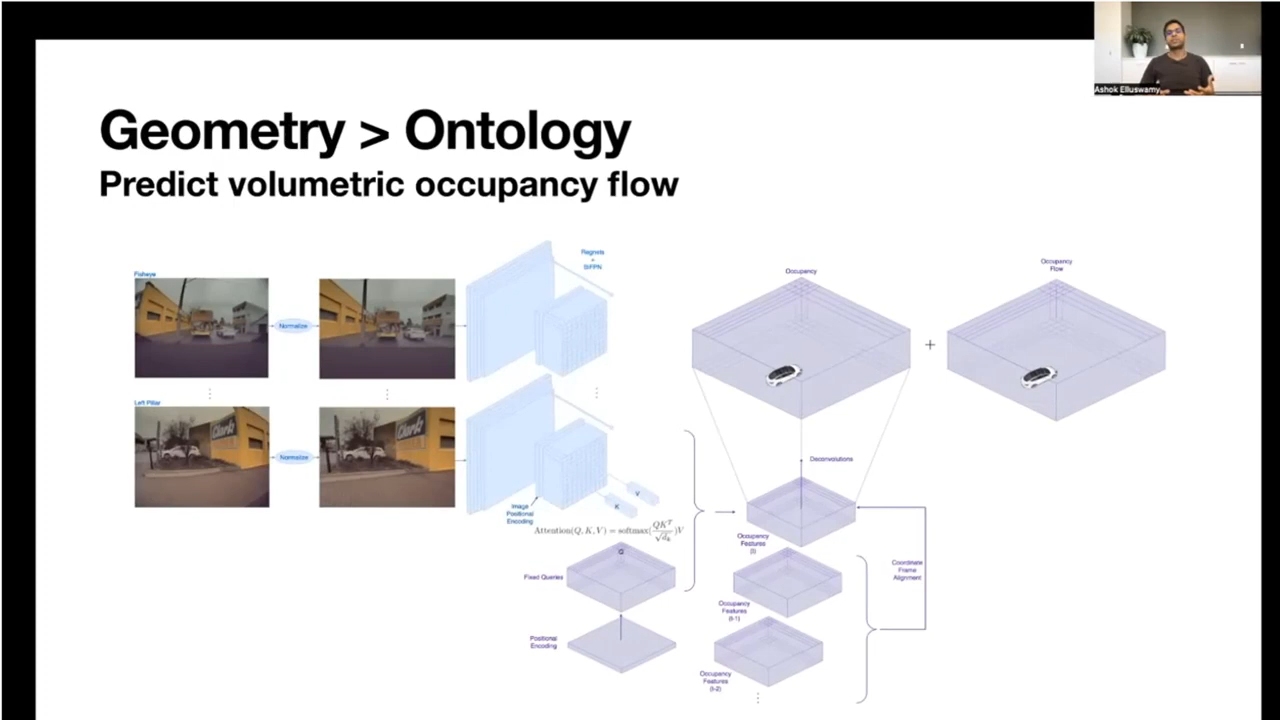 Ashok Elluswamy
Geometry > Ontology
Predict volumetric occupancy flow
Fisheye
Normalize
Regnets
+
BiFPN
Left Pillar
Clark
Normalize
Image
Positional
Encoding
K
V
Attention(Q, K, V) = softmax(QK^T/√d_k)V
Q
Fixed Queries
Positional
Encoding
Occupancy
+
Occupancy
Flow
Deconvolutions
Occupancy
Features
(t)
Occupancy
Features
(t-1)
Occupancy
Features
(t-2)
Coordinate
Frame
Alignment